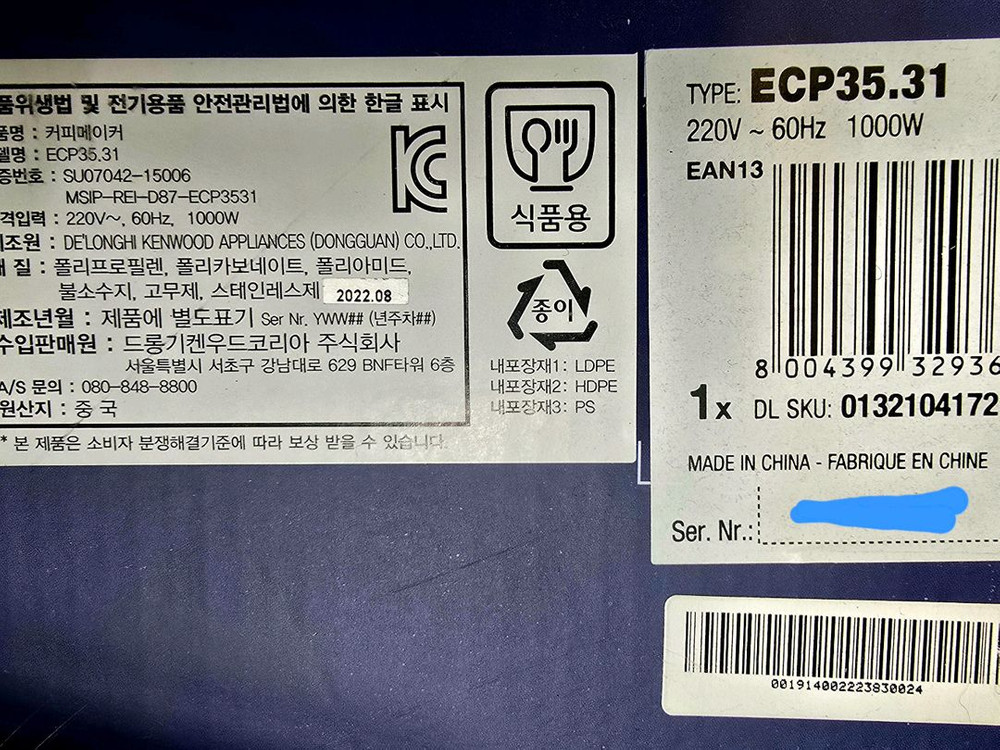 품위생법 및 전기용품 안전관리법에 의한 한글 표시
품명 : 커피메이커
델명 : ECP35.31
증번호 : SU07042-15006
MSIP-REI-D87-ECP3531
격입력 : 220V~, 60Hz, 1000W
제조원 : DE'LONGHI KENWOOD APPLIANCES (DONGGUAN) CO.,LTD.
재 질 : 폴리프로필렌, 폴리카보네이트, 폴리아미드,
불소수지, 고무제, 스테인레스제 2022.08
제조년월 : 제품에 별도표기 Ser Nr. YWW## (년주차##)
수입판매원 : 드롱기켄우드코리아 주식회사
서울특별시 서초구 강남대로 629 BNF타워 6층
A/S 문의 : 080-848-8800
원산지 : 중 국
* 본 제품은 소비자 분쟁해결기준에 따라 보상 받을 수 있습니다.
식품용
종이
내포장재1: LDPE
내포장재2: HDPE
내포장재3: PS
TYPE: ECP35.31
220V ~ 60Hz 1000W
EAN13
8 004399 32936
1x DL SKU: 0132104172
MADE IN CHINA - FABRIQUE EN CHINE
Ser. Nr.:
001914002223830024